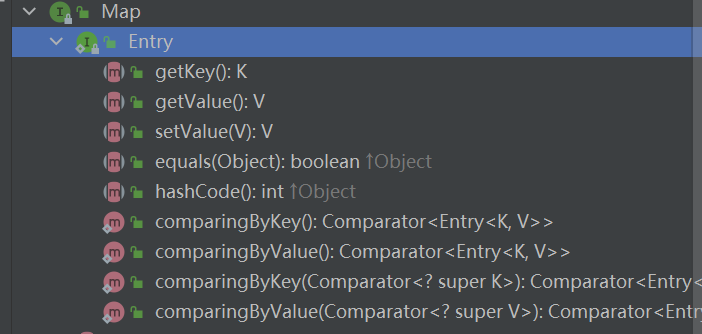 Map
Entry
getKey(): K
getValue(): V
setValue(V): V
equals(Object): boolean ↑Object
hashCode(): int ↑Object
comparingByKey(): Comparator<Entry<K, V>>
comparingByValue(): Comparator<Entry<K, V>>
comparingByKey(Comparator<? super K>): Comparator<Entry<
comparingByValue(Comparator<? super V>): Comparator<Entr